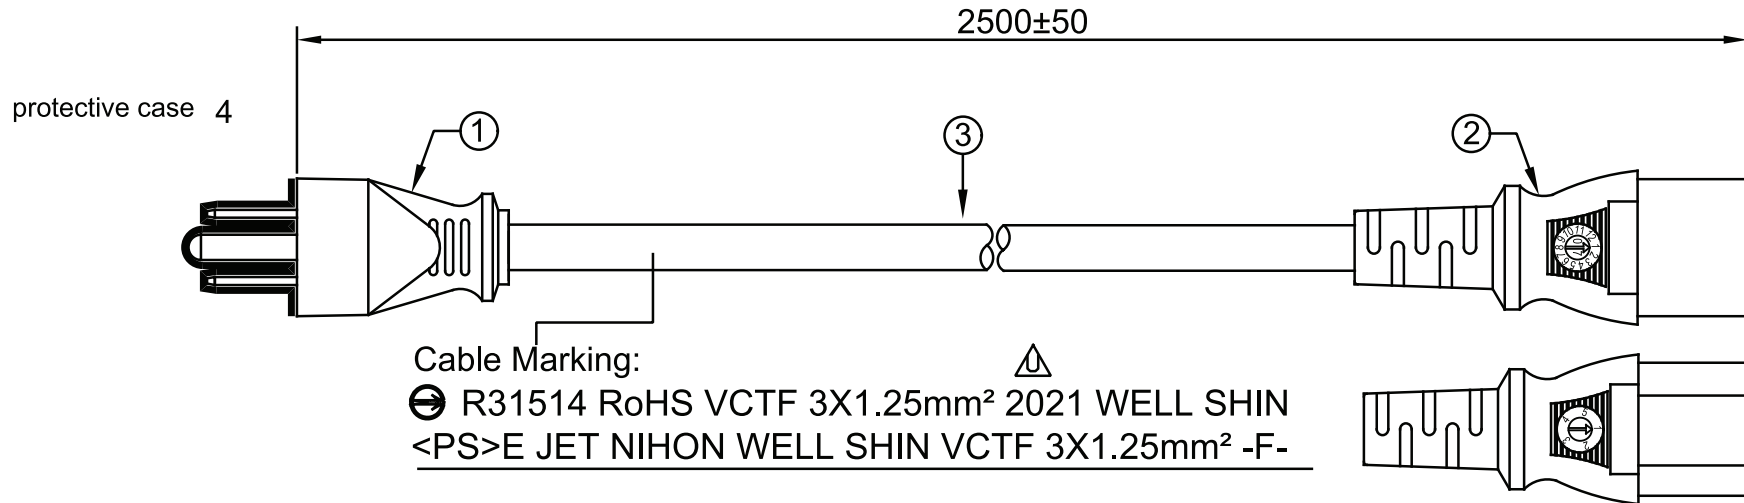 2500±50
protective case 4
1
3
2
Cable Marking:
U
R31514 RoHS VCTF 3X1.25mm² 2021 WELL SHIN
<PS>E JET NIHON WELL SHIN VCTF 3X1.25mm² -F-